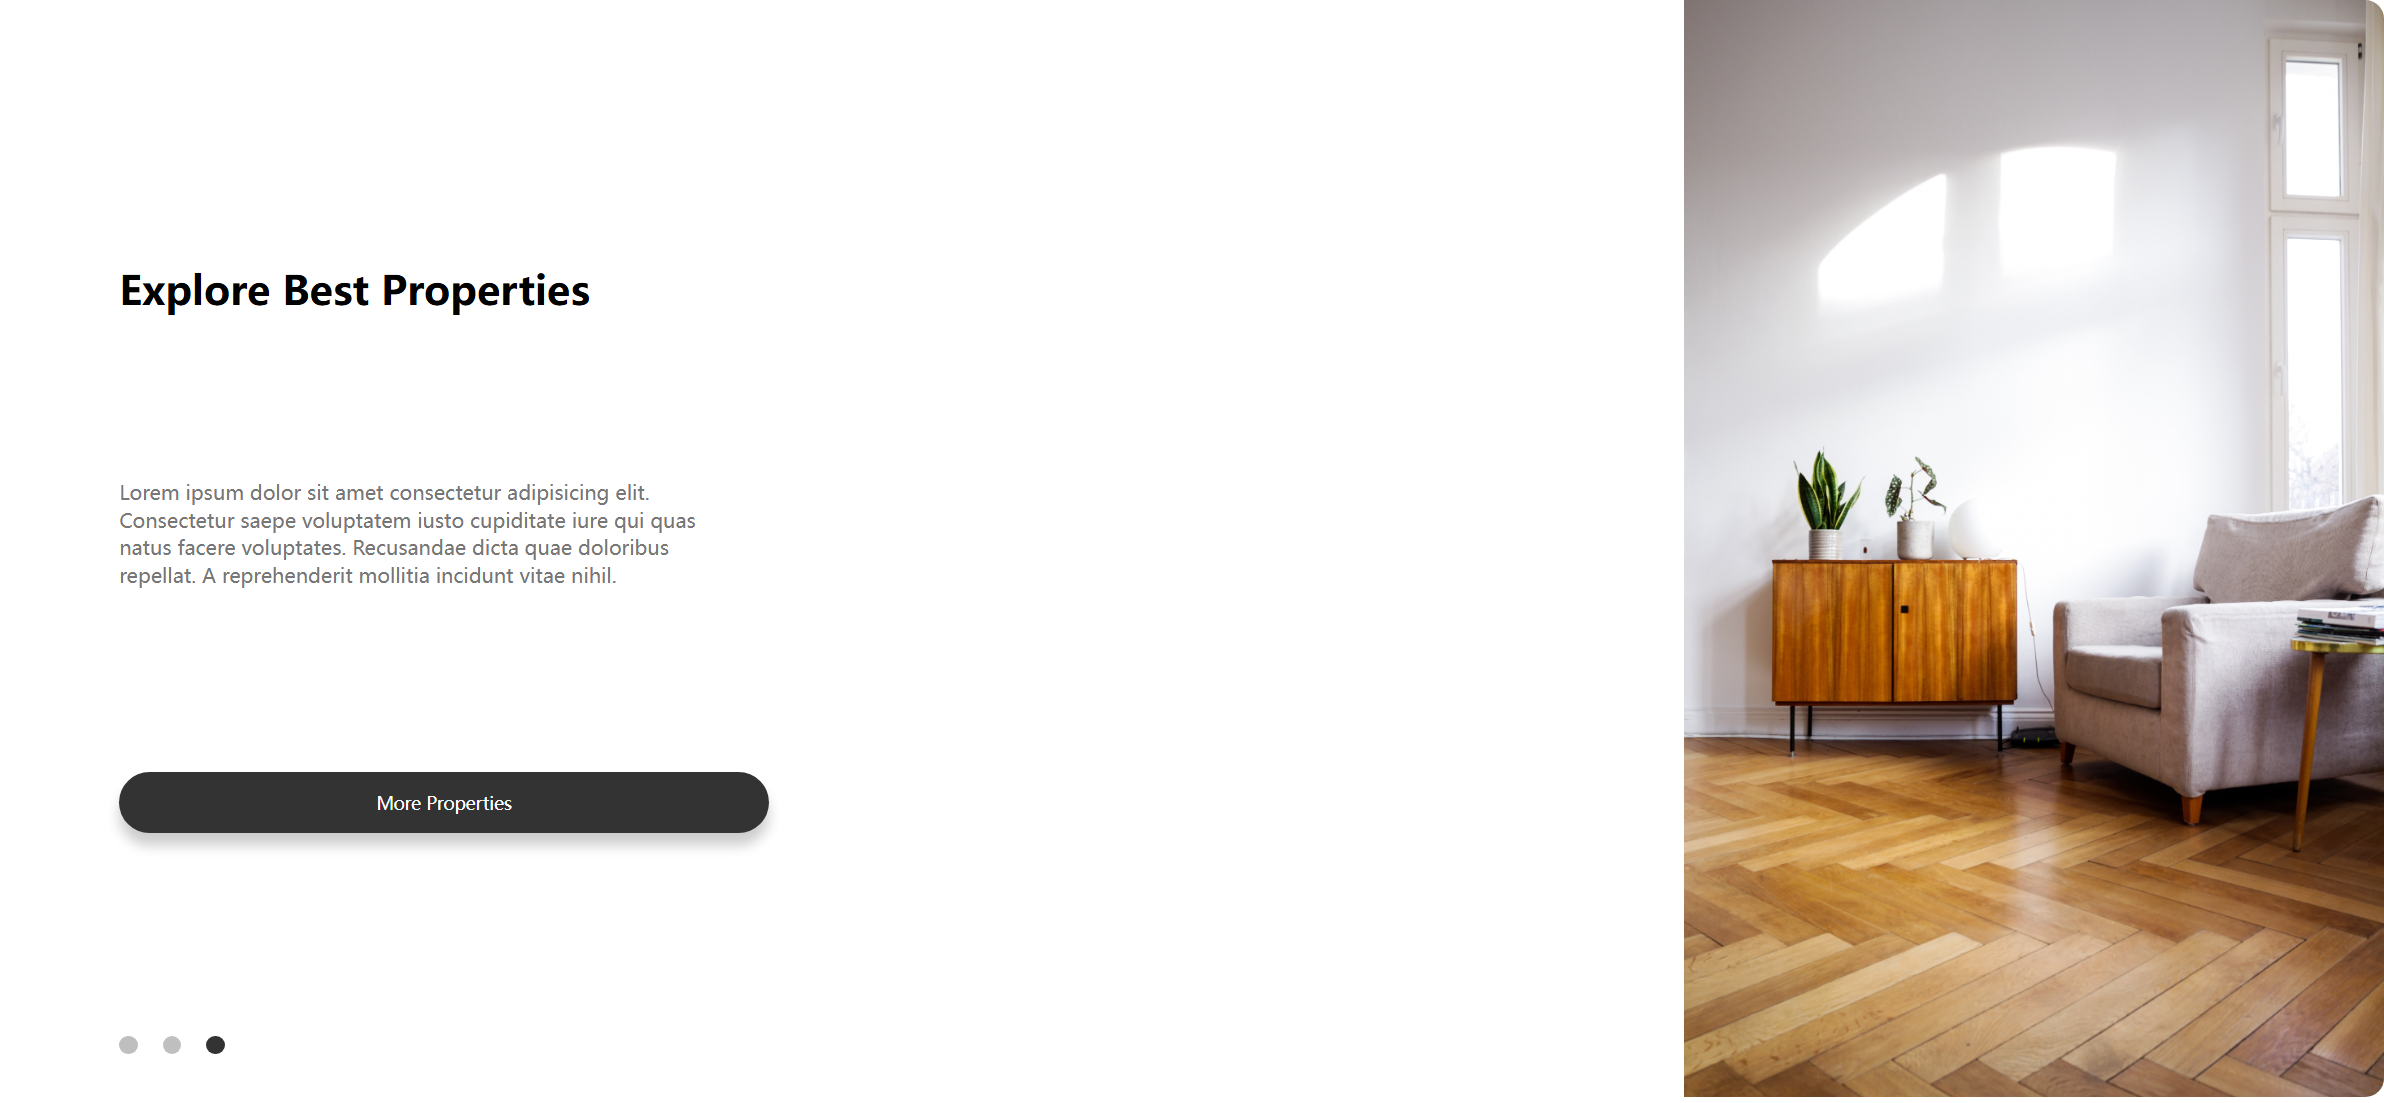 Explore Best Properties
Lorem ipsum dolor sit amet consectetur adipisicing elit.
Consectetur saepe voluptatem iusto cupiditate iure qui quas
natus facere voluptates. Recusandae dicta quae doloribus
repellat. A reprehenderit mollitia incidunt vitae nihil.
More Properties